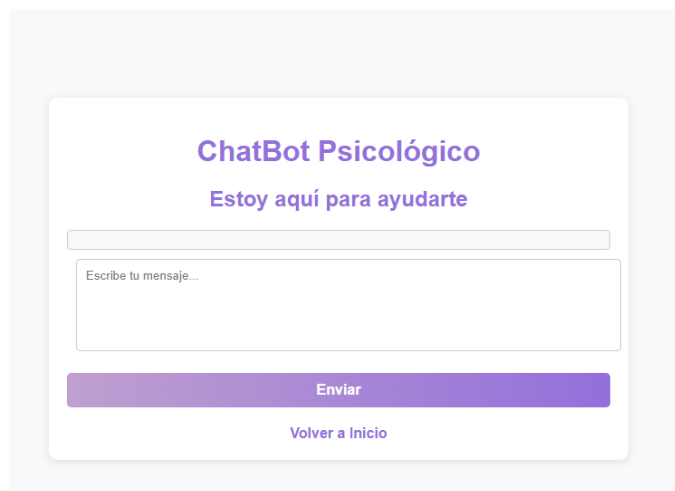 ChatBot Psicológico
Estoy aquí para ayudarte
Escribe tu mensaje...
Enviar
Volver a Inicio